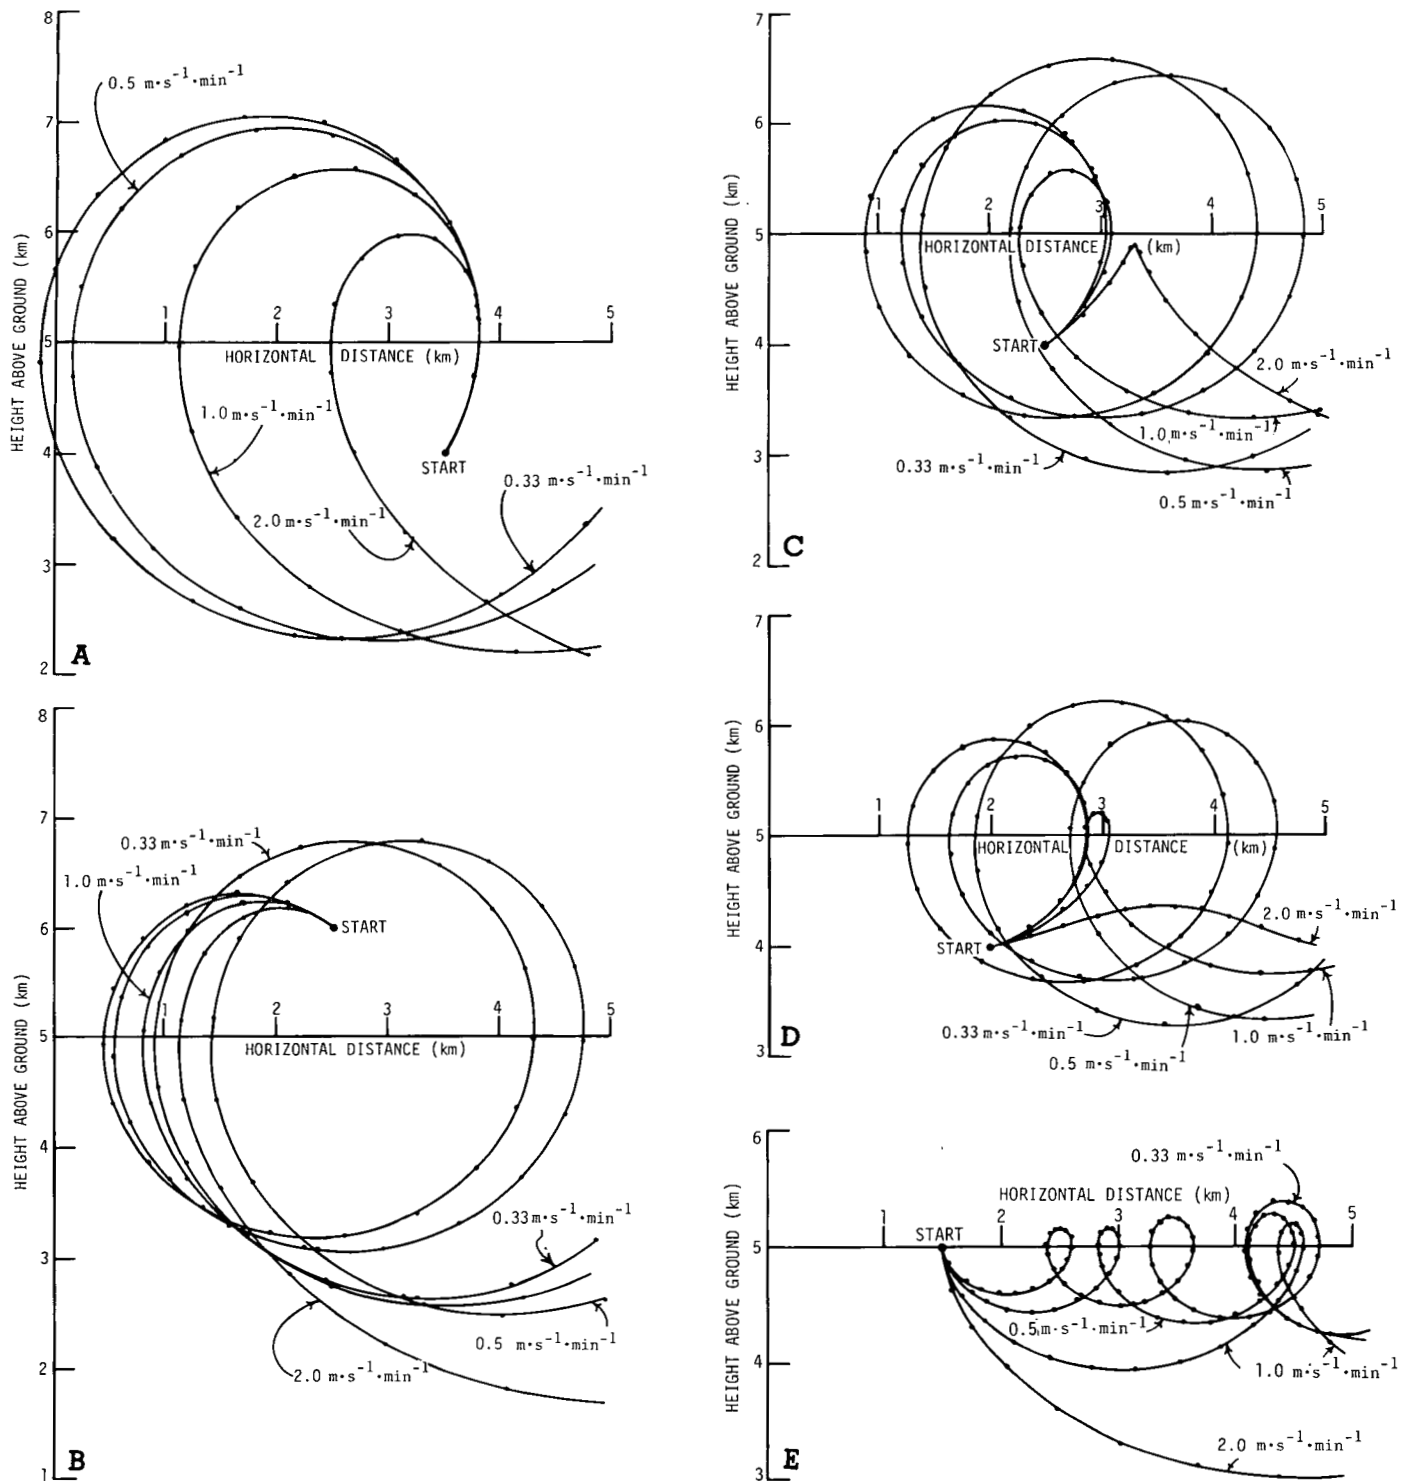 8
0.5 m·s⁻¹·min⁻¹
7
6
HEIGHT ABOVE GROUND (km)
1 2 3 4 5
5
HORIZONTAL DISTANCE (km)
1.0 m·s⁻¹·min⁻¹
4
START
0.33 m·s⁻¹·min⁻¹
2.0 m·s⁻¹·min⁻¹
3
2
A
8
7
0.33 m·s⁻¹·min⁻¹
1.0 m·s⁻¹·min⁻¹
6
START
HEIGHT ABOVE GROUND (km)
1 2 3 4 5
5
HORIZONTAL DISTANCE (km)
4
0.33 m·s⁻¹·min⁻¹
3
0.5 m·s⁻¹·min⁻¹
2.0 m·s⁻¹·min⁻¹
2
B
1
7
6
HEIGHT ABOVE GROUND (km)
1 2 3 4 5
5
HORIZONTAL DISTANCE (km)
START
4
2.0 m·s⁻¹·min⁻¹
1.0 m·s⁻¹·min⁻¹
0.33 m·s⁻¹·min⁻¹
3
0.5 m·s⁻¹·min⁻¹
C
2
7
6
HEIGHT ABOVE GROUND (km)
1 2 3 4 5
5
HORIZONTAL DISTANCE (km)
2.0 m·s⁻¹·min⁻¹
START
4
0.33 m·s⁻¹·min⁻¹
1.0 m·s⁻¹·min⁻¹
0.5 m·s⁻¹·min⁻¹
D
3
6
0.33 m·s⁻¹·min⁻¹
HORIZONTAL DISTANCE (km)
HEIGHT ABOVE GROUND (km)
1 2 3 4 5
START
5
0.5 m·s⁻¹·min⁻¹
1.0 m·s⁻¹·min⁻¹
4
2.0 m·s⁻¹·min⁻¹
E
3